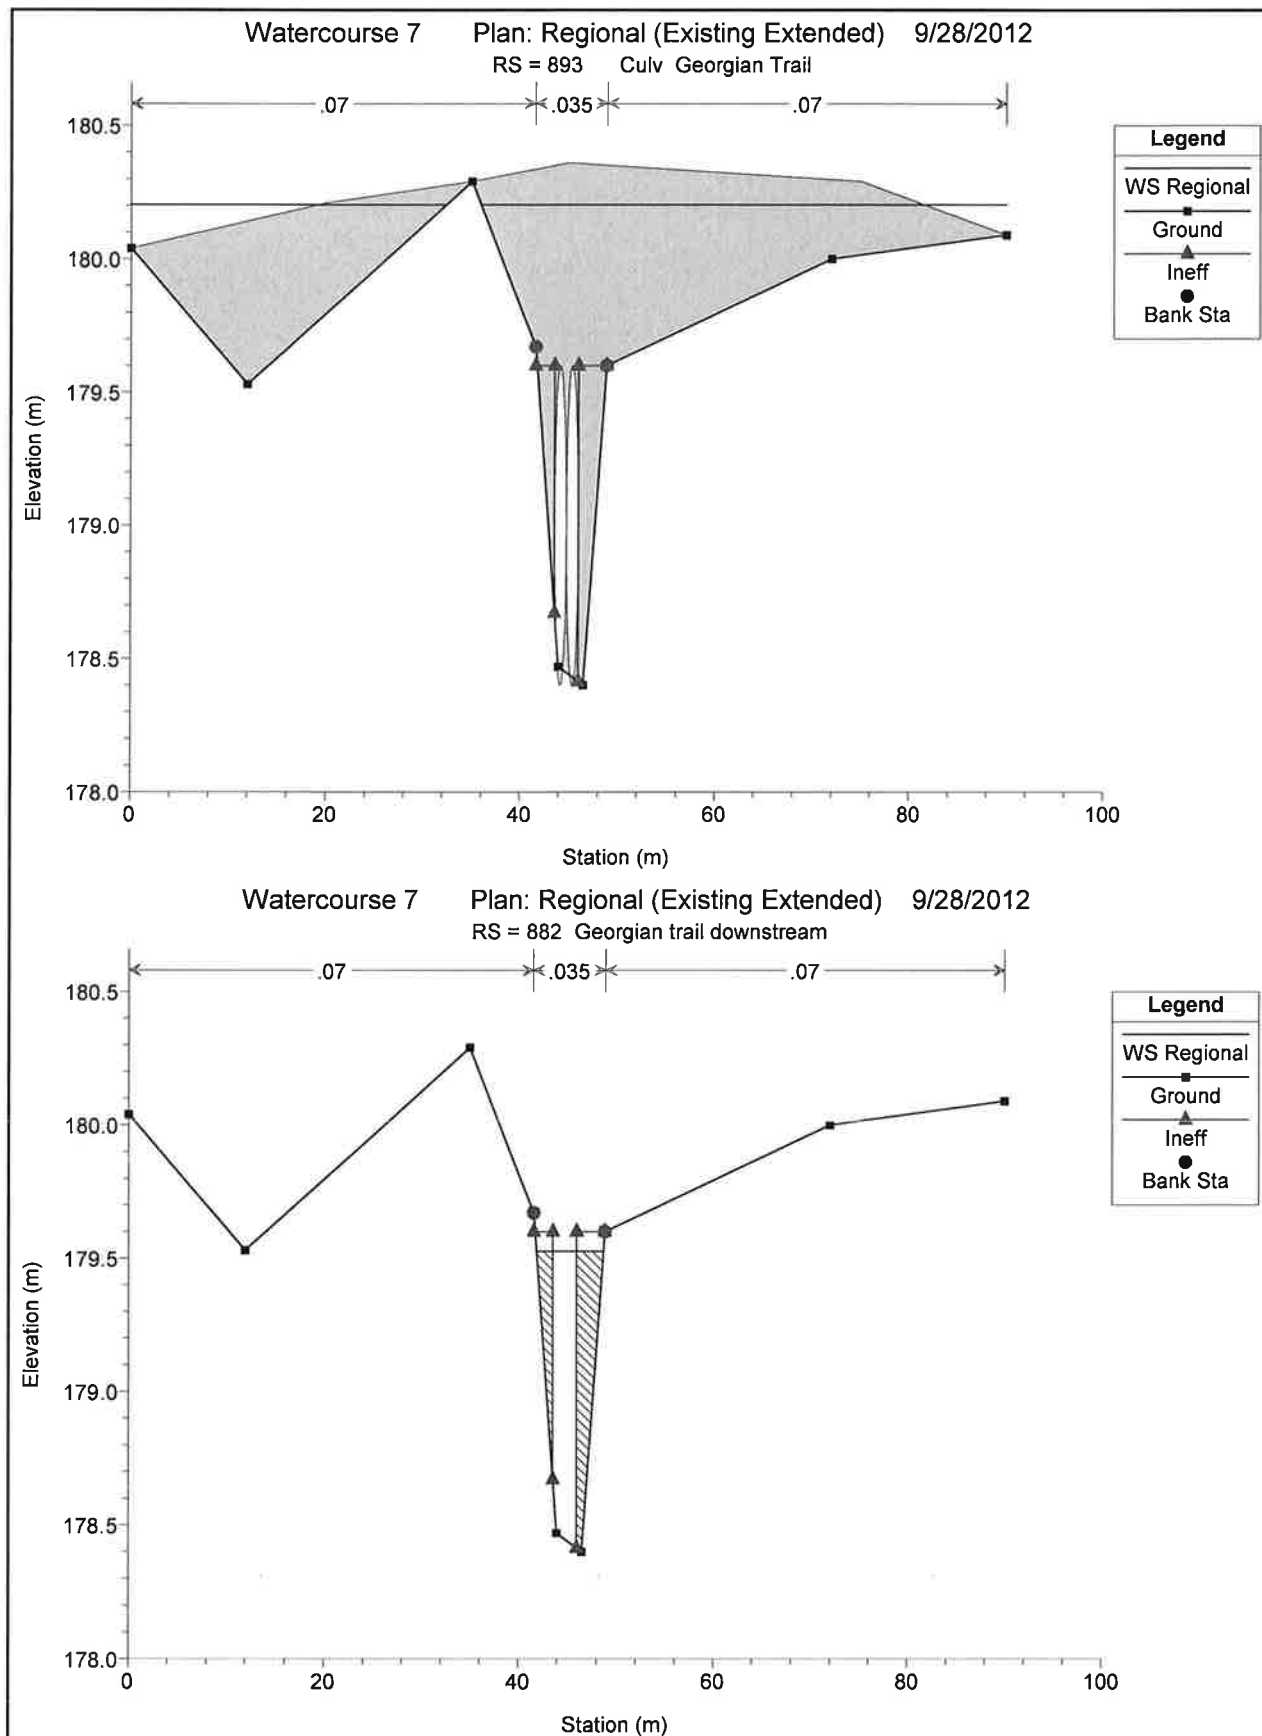 Watercourse 7 Plan: Regional (Existing Extended) 9/28/2012
RS = 893 Culv Georgian Trail
.07 .035 .07
Legend
WS Regional
Ground
Ineff
Bank Sta
Elevation (m)
180.5
180.0
179.5
179.0
178.5
178.0
0 20 40 60 80 100
Station (m)
Watercourse 7 Plan: Regional (Existing Extended) 9/28/2012
RS = 882 Georgian trail downstream
.07 .035 .07
Legend
WS Regional
Ground
Ineff
Bank Sta
Elevation (m)
180.5
180.0
179.5
179.0
178.5
178.0
0 20 40 60 80 100
Station (m)